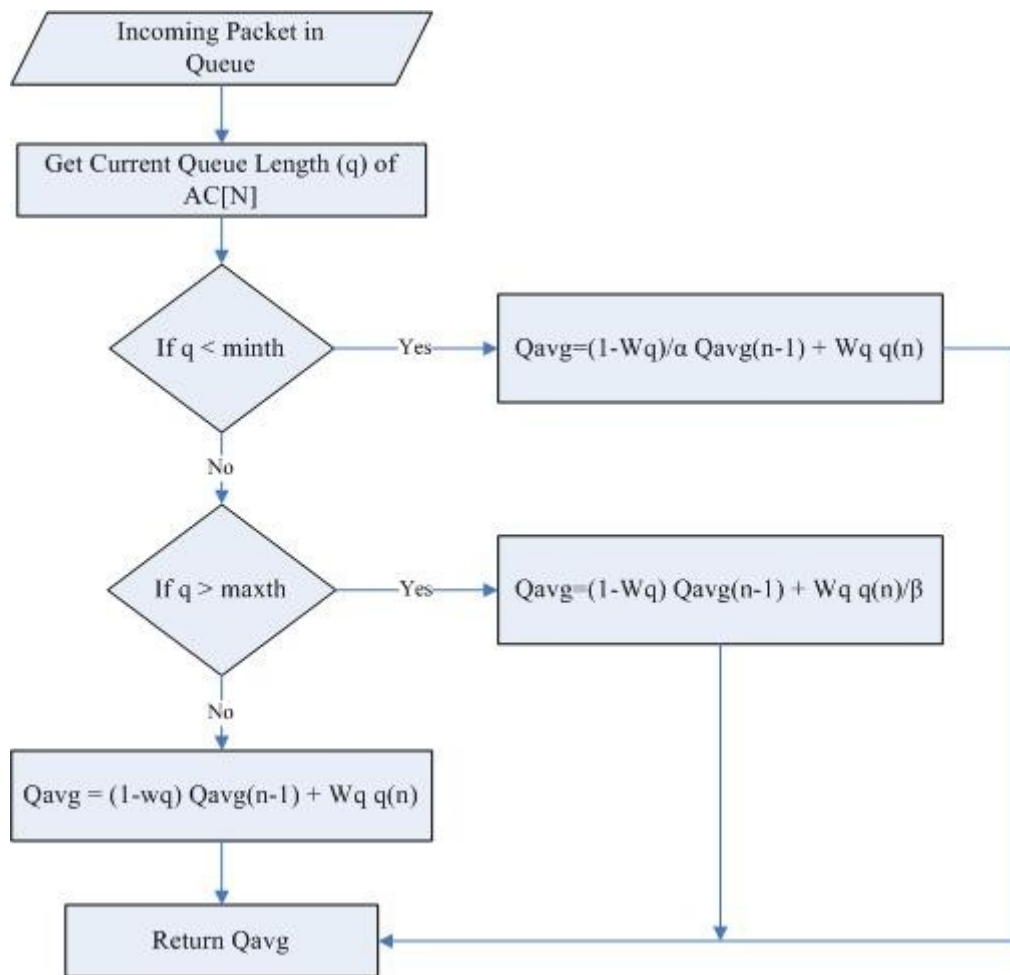 Incoming Packet in
Queue
Get Current Queue Length (q) of
AC[N]
If q < minth
Yes
Qavg=(1-Wq)/α Qavg(n-1) + Wq q(n)
No
If q > maxth
Yes
Qavg=(1-Wq) Qavg(n-1) + Wq q(n)/β
No
Qavg = (1-wq) Qavg(n-1) + Wq q(n)
Return Qavg